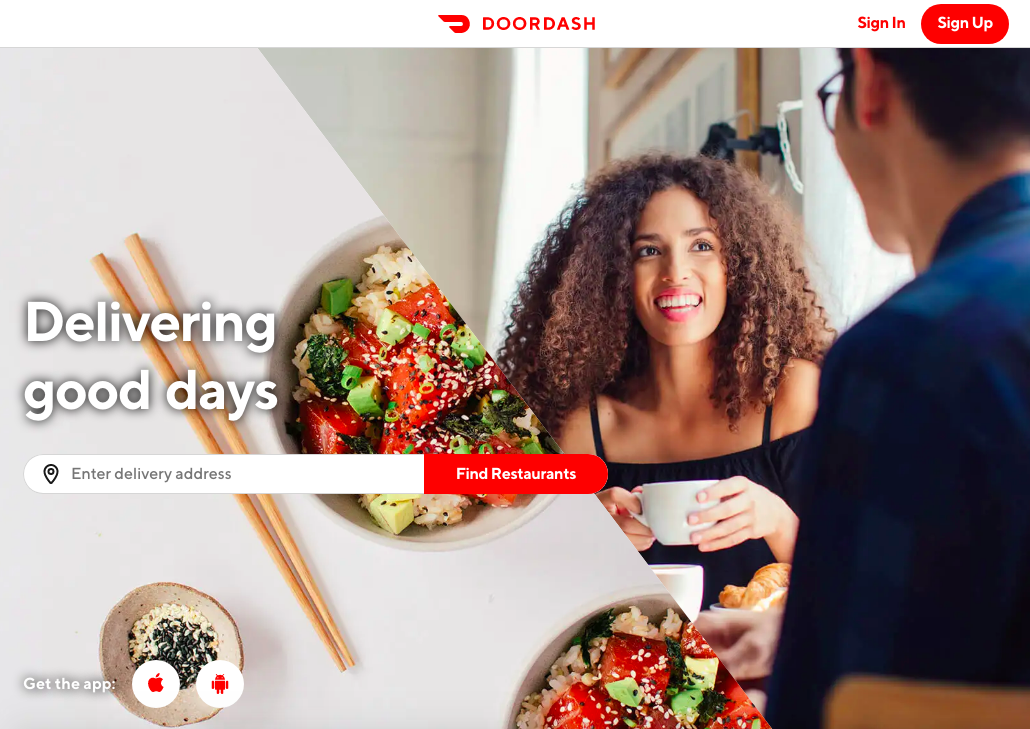 DOORDASH
Sign In
Sign Up
Delivering
good days
Enter delivery address
Find Restaurants
Get the app: